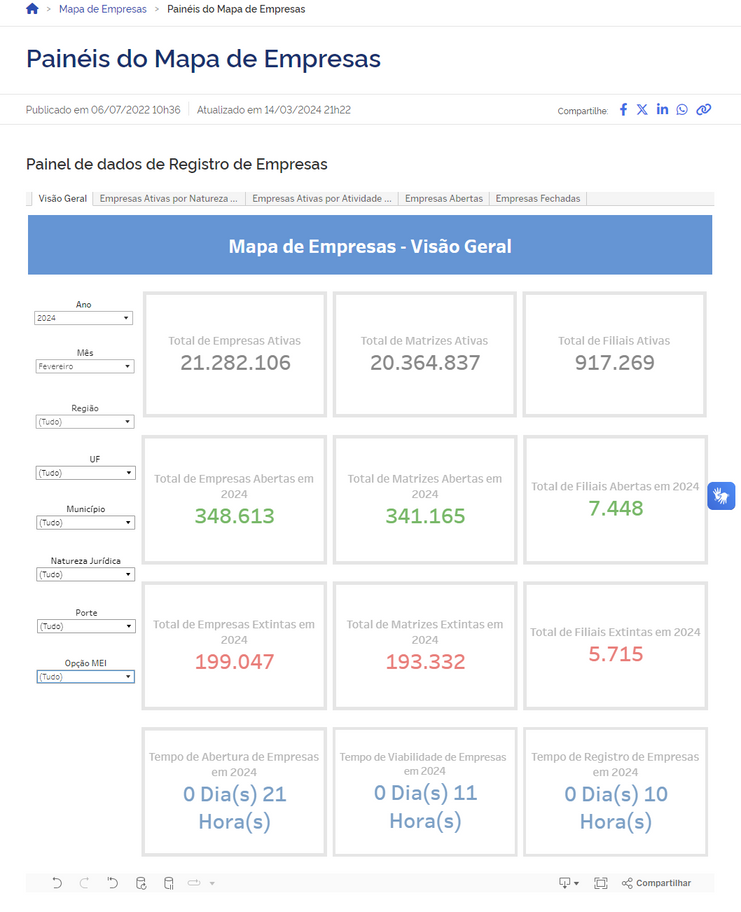 > Mapa de Empresas > Painéis do Mapa de Empresas
Painéis do Mapa de Empresas
Publicado em 06/07/2022 10h36 Atualizado em 14/03/2024 21h22 Compartilhe:
Painel de dados de Registro de Empresas
Visão Geral Empresas Ativas por Natureza ... Empresas Ativas por Atividade ... Empresas Abertas Empresas Fechadas
Mapa de Empresas - Visão Geral
Ano
2024
Mês
Fevereiro
Região
(Tudo)
UF
(Tudo)
Município
(Tudo)
Natureza Jurídica
(Tudo)
Porte
(Tudo)
Opção MEI
(Tudo)
Total de Empresas Ativas
21.282.106
Total de Matrizes Ativas
20.364.837
Total de Filiais Ativas
917.269
Total de Empresas Abertas em
2024
348.613
Total de Matrizes Abertas em
2024
341.165
Total de Filiais Abertas em 2024
7.448
Total de Empresas Extintas em
2024
199.047
Total de Matrizes Extintas em
2024
193.332
Total de Filiais Extintas em 2024
5.715
Tempo de Abertura de Empresas
em 2024
0 Dia(s) 21
Hora(s)
Tempo de Viabilidade de Empresas
em 2024
0 Dia(s) 11
Hora(s)
Tempo de Registro de Empresas
em 2024
0 Dia(s) 10
Hora(s)
Compartilhar